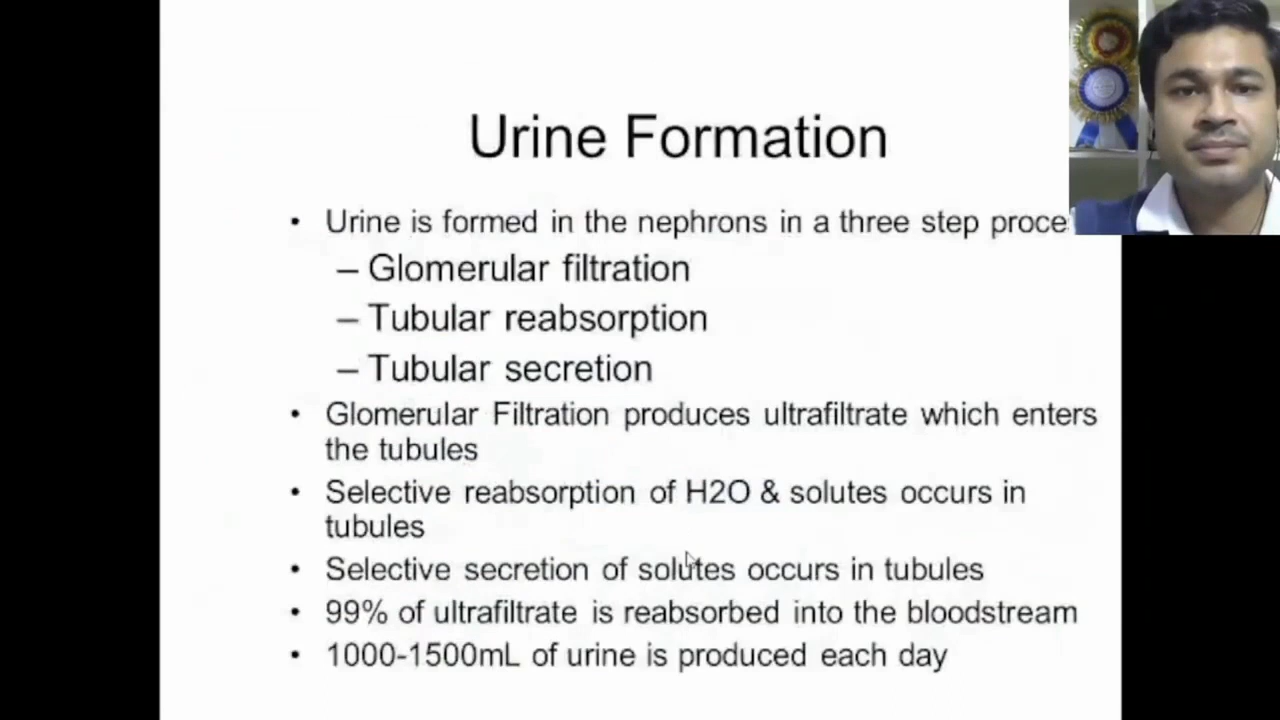 Urine Formation
• Urine is formed in the nephrons in a three step proce
– Glomerular filtration
– Tubular reabsorption
– Tubular secretion
• Glomerular Filtration produces ultrafiltrate which enters
the tubules
• Selective reabsorption of H2O & solutes occurs in
tubules
• Selective secretion of solutes occurs in tubules
• 99% of ultrafiltrate is reabsorbed into the bloodstream
• 1000-1500mL of urine is produced each day